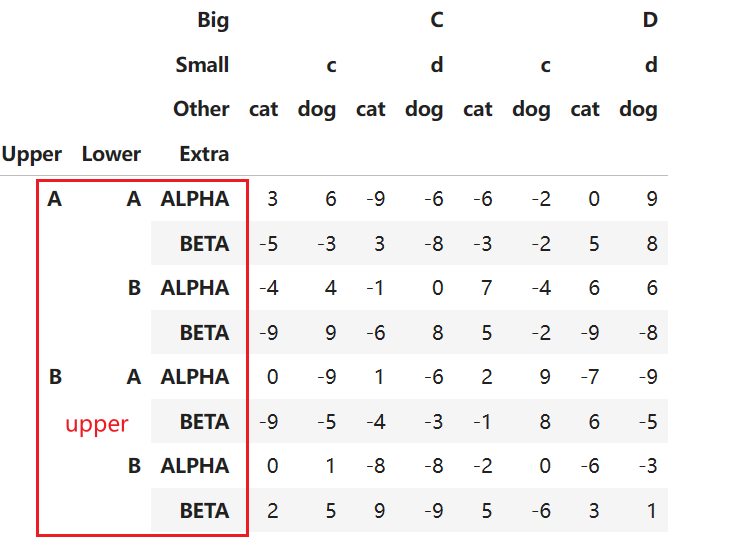 Big C D
Small c d c d
Other cat dog cat dog cat dog cat dog
Upper Lower Extra
A A ALPHA 3 6 -9 -6 -6 -2 0 9
BETA -5 -3 3 -8 -3 -2 5 8
B ALPHA -4 4 -1 0 7 -4 6 6
BETA -9 9 -6 8 5 -2 -9 -8
B A ALPHA 0 -9 1 -6 2 9 -7 -9
upper BETA -9 -5 -4 -3 -1 8 6 -5
B ALPHA 0 1 -8 -8 -2 0 -6 -3
BETA 2 5 9 -9 5 -6 3 1